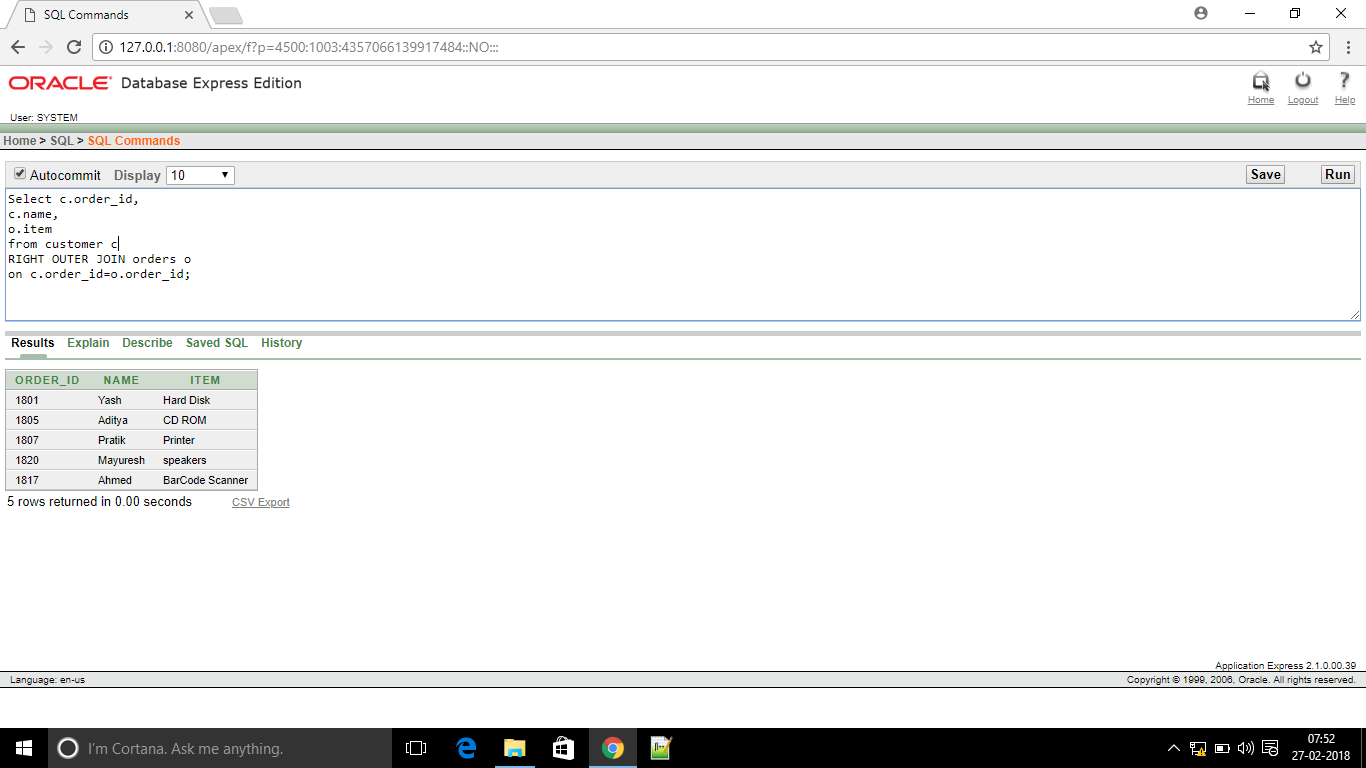 SQL Commands
127.0.0.1:8080/apex/f?p=4500:1003:4357066139917484::NO:::
ORACLE Database Express Edition
Home Logout Help
User: SYSTEM
Home > SQL > SQL Commands
Autocommit Display 10 Save Run
Select c.order_id,
c.name,
o.item
from customer c
RIGHT OUTER JOIN orders o
on c.order_id=o.order_id;
Results Explain Describe Saved SQL History
ORDER_ID NAME ITEM
1801 Yash Hard Disk
1805 Aditya CD ROM
1807 Pratik Printer
1820 Mayuresh speakers
1817 Ahmed BarCode Scanner
5 rows returned in 0.00 seconds CSV Export
Application Express 2.1.0.00.39
Language: en-us Copyright © 1999, 2006, Oracle. All rights reserved.
I'm Cortana. Ask me anything.
07:52
27-02-2018